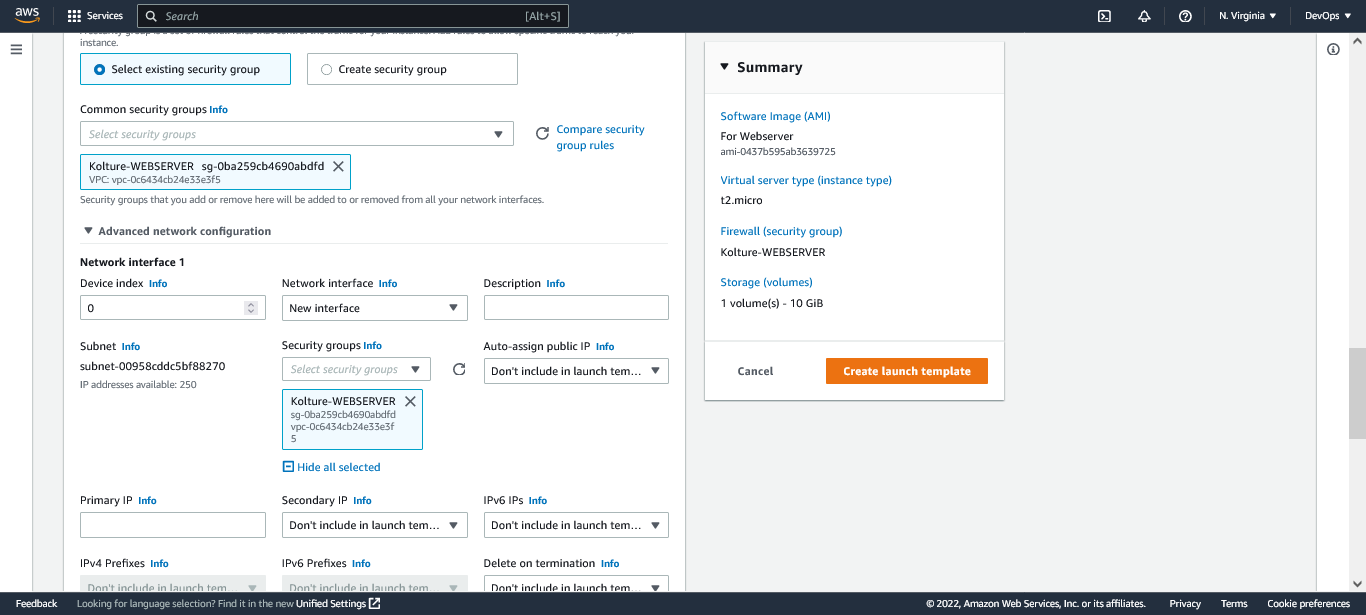 aws
Services
Search
[Alt+S]
N. Virginia
DevOps
instance.
Select existing security group
Create security group
Common security groups Info
Select security groups
Compare security
group rules
Kolture-WEBSERVER sg-0ba259cb4690abdfd
VPC: vpc-0c6434cb24e33e3f5
Security groups that you add or remove here will be added to or removed from all your network interfaces.
Advanced network configuration
Network interface 1
Device index Info
Network interface Info
Description Info
0
New interface
Subnet Info
subnet-00958cddc5bf88270
IP addresses available: 250
Security groups Info
Select security groups
Auto-assign public IP Info
Don't include in launch tem...
Kolture-WEBSERVER
sg-0ba259cb4690abdfd
vpc-0c6434cb24e33e3f
5
Hide all selected
Primary IP Info
Secondary IP Info
IPv6 IPs Info
Don't include in launch tem...
Don't include in launch tem...
IPv4 Prefixes Info
IPv6 Prefixes Info
Delete on termination Info
Don't include in launch tem...
Don't include in launch tem...
Don't include in launch tem...
Summary
Software Image (AMI)
For Webserver
ami-0437b595ab3639725
Virtual server type (instance type)
t2.micro
Firewall (security group)
Kolture-WEBSERVER
Storage (volumes)
1 volume(s) - 10 GiB
Cancel
Create launch template
Feedback
Looking for language selection? Find it in the new Unified Settings
© 2022, Amazon Web Services, Inc. or its affiliates.
Privacy
Terms
Cookie preferences